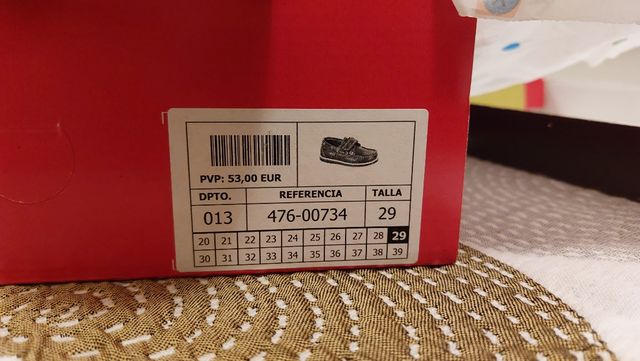 PVP: 53,00 EUR
DPTO. REFERENCIA TALLA
013 476-00734 29
20 21 22 23 24 25 26 27 28 29
30 31 32 33 34 35 36 37 38 39